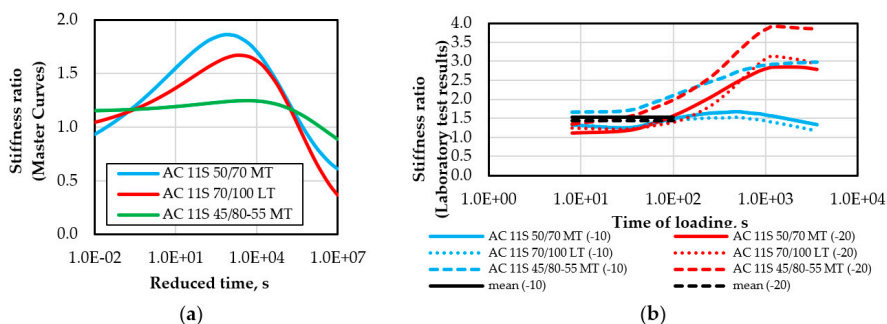 (a)
Stiffness ratio
(Master Curves)
2.0
1.5
1.0
0.5
0.0
1.0E-02
1.0E+01
1.0E+04
1.0E+07
AC 11S 50/70 MT
AC 11S 70/100 LT
AC 11S 45/80-55 MT
Reduced time, s
(a)
(b)
Stiffness ratio
(Laboratory test results)
4.0
3.5
3.0
2.5
2.0
1.5
1.0
0.5
0.0
1.0E+00
1.0E+01
1.0E+02
1.0E+03
1.0E+04
Time of loading, s
AC 11S 50/70 MT (-10)
AC 11S 50/70 MT (-20)
AC 11S 70/100 LT (-10)
AC 11S 70/100 LT (-20)
AC 11S 45/80-55 MT (-10)
AC 11S 45/80-55 MT (-20)
mean (-10)
mean (-20)
(b)